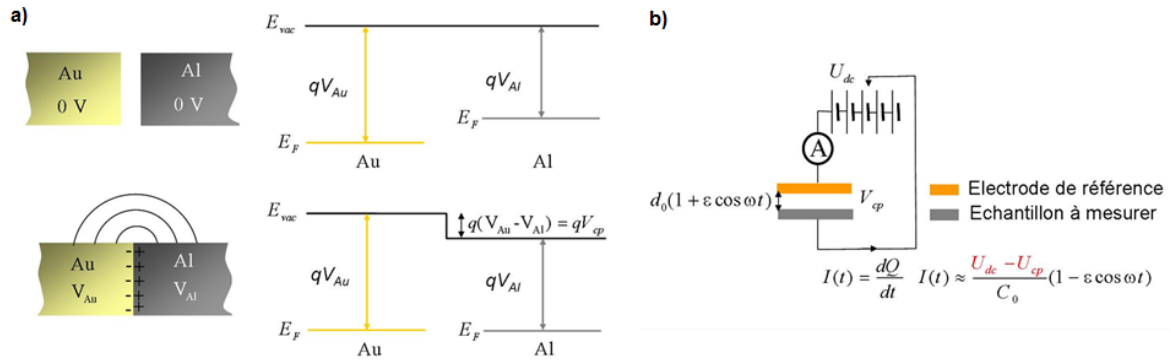 a)
Au
0 V
Al
0 V
E_vac
qV_Au
qV_Al
E_F
E_F
Au
Al
Au
V_Au
Al
V_Al
- + - + - + - + - +
E_vac
q(V_Au-V_Al) = qV_cp
qV_Au
qV_Al
E_F
E_F
Au
Al
b)
U_dc
A
d_0(1+ε cos ωt)
V_cp
Electrode de référence
Echantillon à mesurer
I(t) = dQ/dt I(t) ≈ (U_dc − U_cp)/C_0 (1− ε cos ωt)